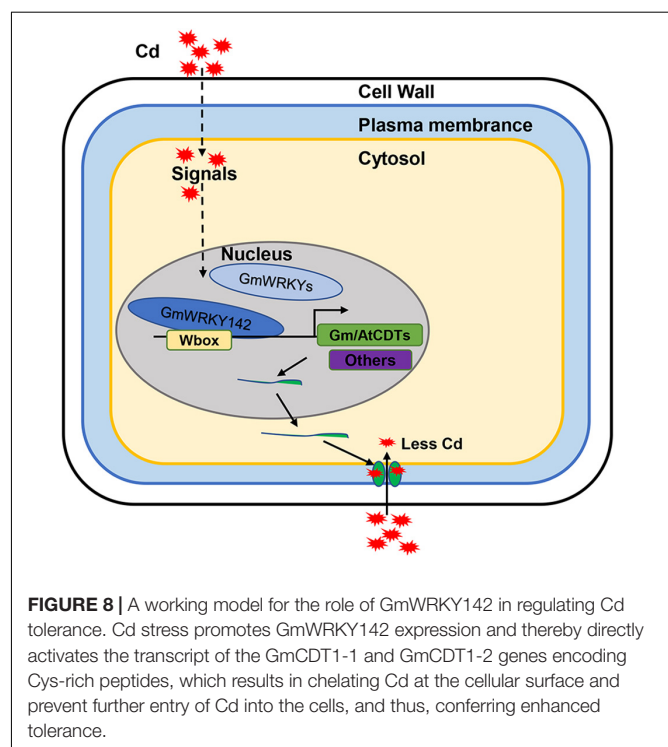 Cd
Cell Wall
Plasma membrance
Cytosol
Signals
Nucleus
GmWRKYs
GmWRKY142
Wbox
Gm/AtCDTs
Others
Less Cd
FIGURE 8 | A working model for the role of GmWRKY142 in regulating Cd
tolerance. Cd stress promotes GmWRKY142 expression and thereby directly
activates the transcript of the GmCDT1-1 and GmCDT1-2 genes encoding
Cys-rich peptides, which results in chelating Cd at the cellular surface and
prevent further entry of Cd into the cells, and thus, conferring enhanced
tolerance.